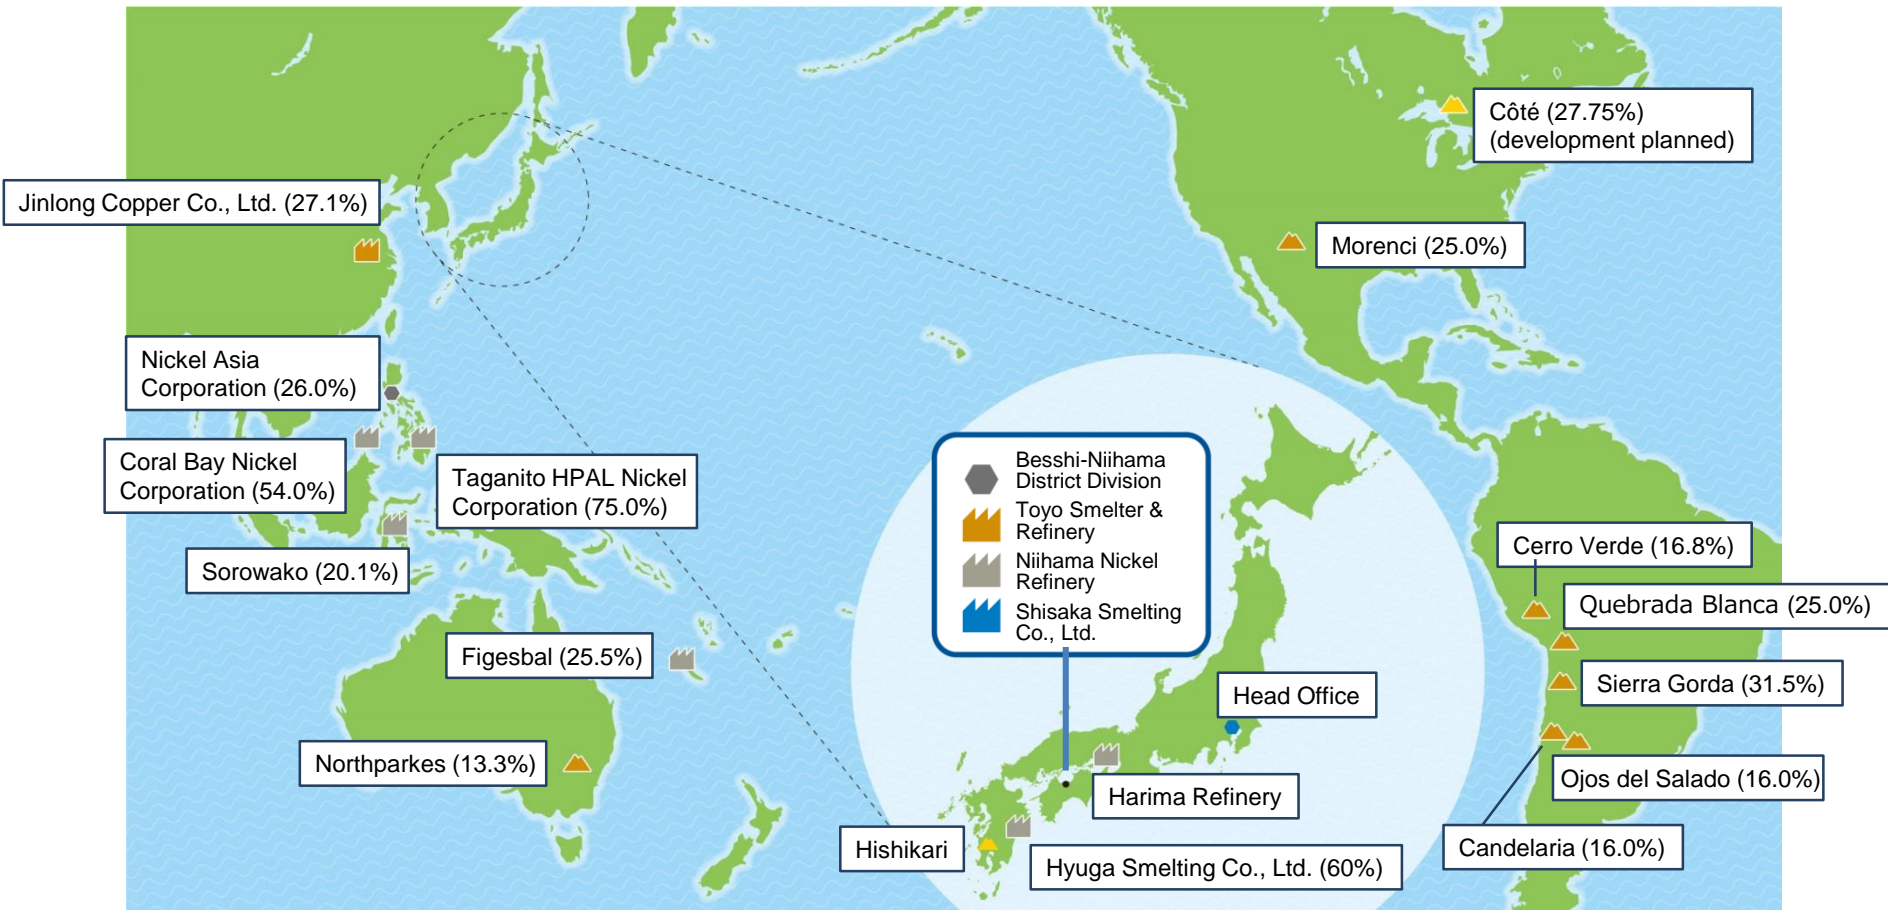 Côté (27.75%)
(development planned)
Jinlong Copper Co., Ltd. (27.1%)
Morenci (25.0%)
Nickel Asia
Corporation (26.0%)
Coral Bay Nickel
Corporation (54.0%)
Taganito HPAL Nickel
Corporation (75.0%)
Sorowako (20.1%)
Besshi-Niihama
District Division
Toyo Smelter &
Refinery
Niihama Nickel
Refinery
Shisaka Smelting
Co., Ltd.
Cerro Verde (16.8%)
Quebrada Blanca (25.0%)
Figesbal (25.5%)
Sierra Gorda (31.5%)
Head Office
Northparkes (13.3%)
Ojos del Salado (16.0%)
Harima Refinery
Hishikari
Candelaria (16.0%)
Hyuga Smelting Co., Ltd. (60%)